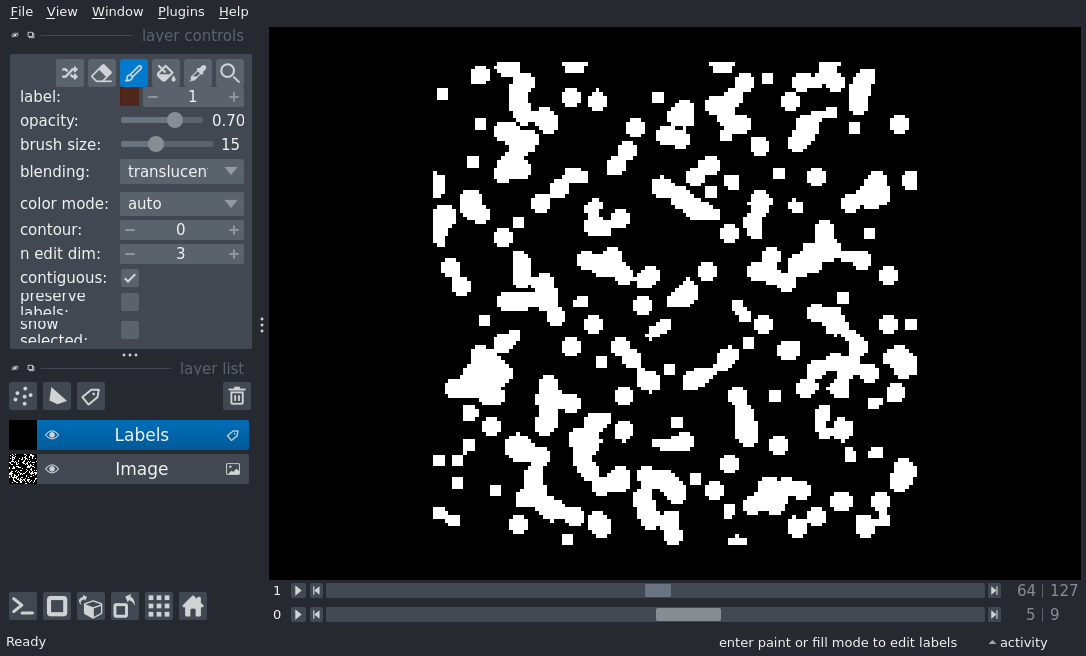 File View Window Plugins Help
layer controls
label: 1
opacity: 0.70
brush size: 15
blending: translucen
color mode: auto
contour: 0
n edit dim: 3
contiguous:
preserve
labels:
show
selected:
layer list
Labels
Image
1 64 127
0 5 9
Ready enter paint or fill mode to edit labels activity